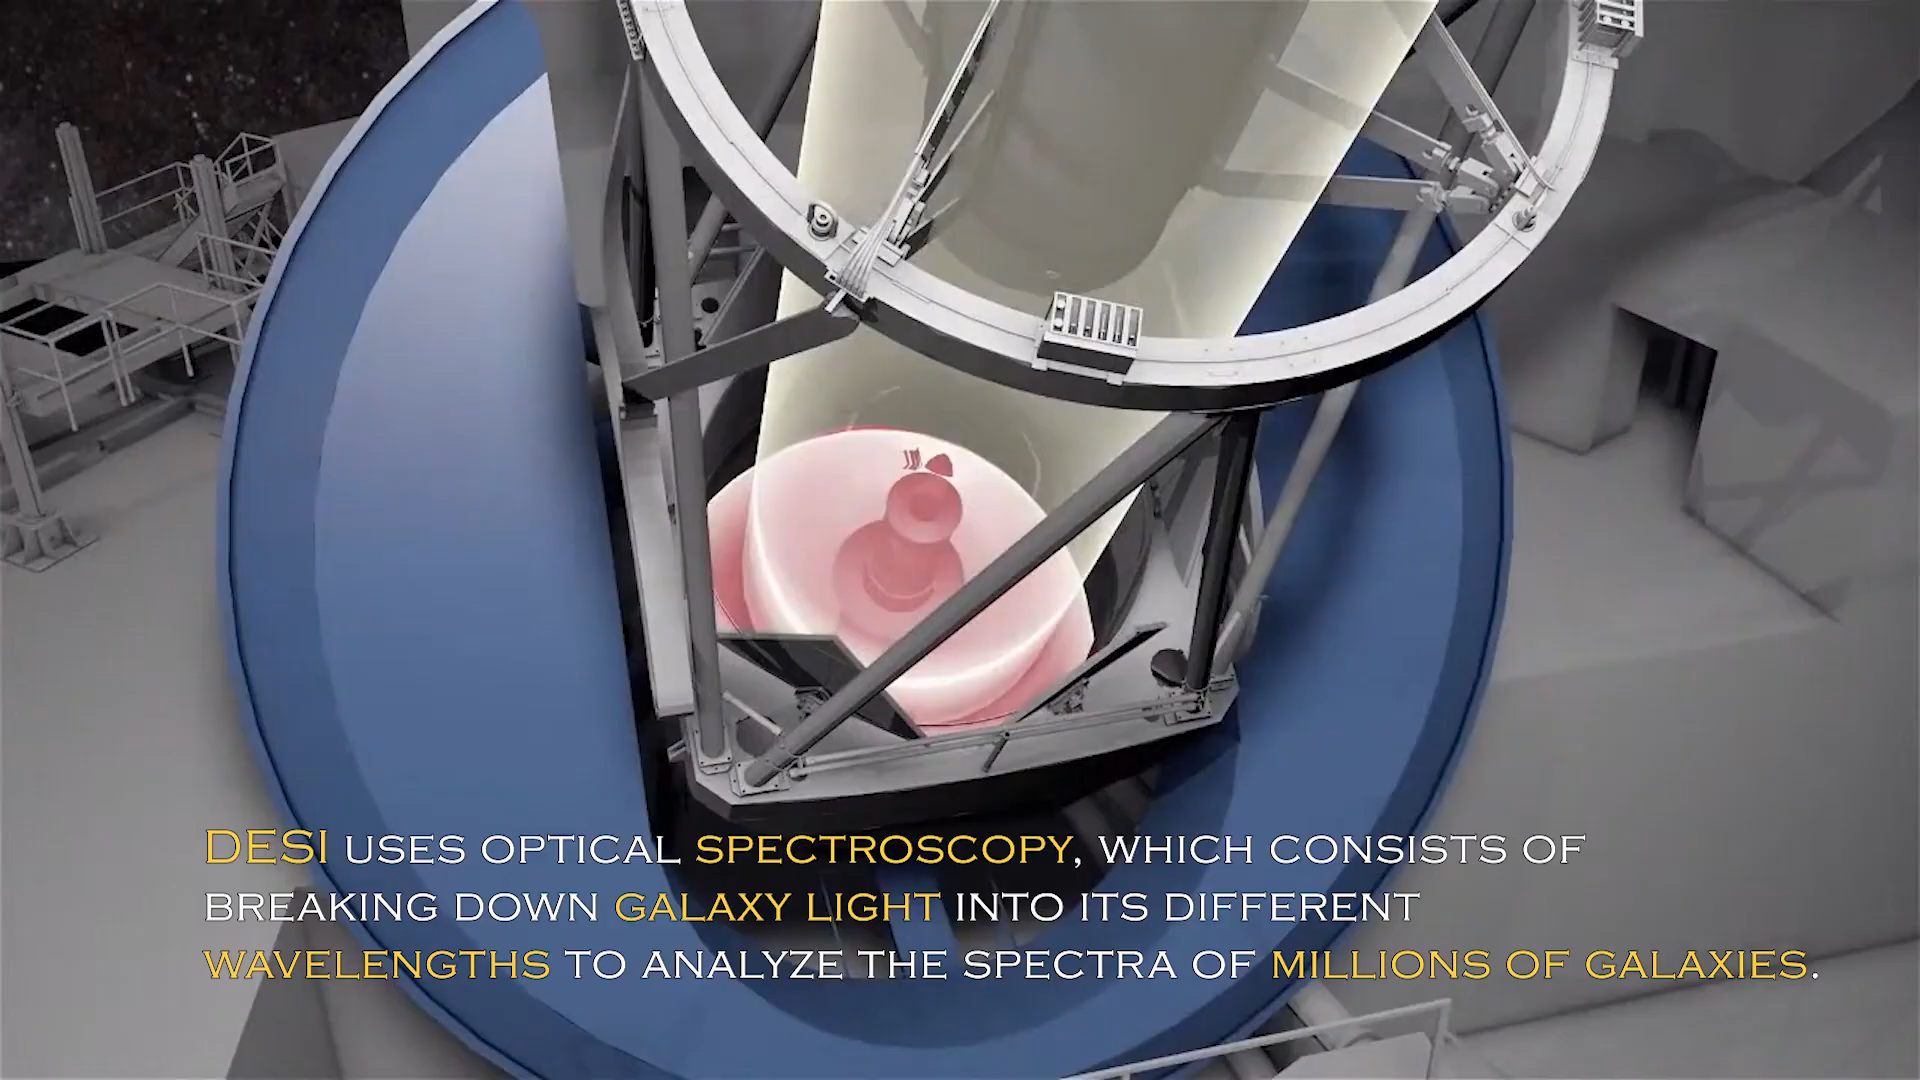 DESI USES OPTICAL SPECTROSCOPY, WHICH CONSISTS OF
BREAKING DOWN GALAXY LIGHT INTO ITS DIFFERENT
WAVELENGTHS TO ANALYZE THE SPECTRA OF MILLIONS OF GALAXIES.